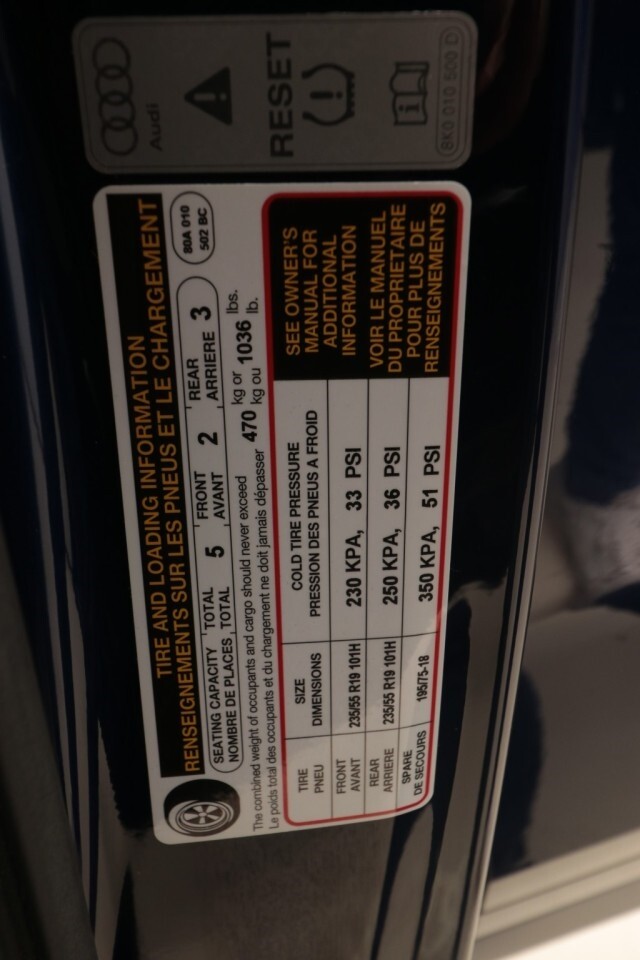 TIRE AND LOADING INFORMATION
RENSEIGNEMENTS SUR LES PNEUS ET LE CHARGEMENT
SEATING CAPACITY TOTAL 5 FRONT 2 REAR 3
NOMBRE DE PLACES TOTAL AVANT ARRIERE
80A 010
502 BC
The combined weight of occupants and cargo should never exceed 470 kg or 1036 lbs.
Le poids total des occupants et du chargement ne doit jamais dépasser kg ou lb.
TIRE SIZE COLD TIRE PRESSURE
PNEU DIMENSIONS PRESSION DES PNEUS A FROID
FRONT 235/55 R19 101H 230 KPA, 33 PSI
AVANT
REAR 235/55 R19 101H 250 KPA, 36 PSI
ARRIERE
SPARE 195/75-18 350 KPA, 51 PSI
DE SECOURS
SEE OWNER'S
MANUAL FOR
ADDITIONAL
INFORMATION
VOIR LE MANUEL
DU PROPRIETAIRE
POUR PLUS DE
RENSEIGNEMENTS
Audi
RESET
8K0 010 500 D